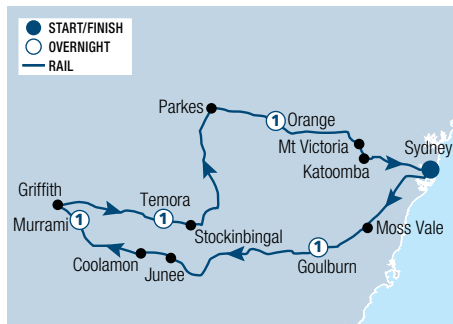 START/FINISH
1 OVERNIGHT
RAIL
Parkes
1 Orange
Mt Victoria
Sydney
Katoomba
Griffith
Temora
Murrami
1
1
Stockinbingal
Moss Vale
1
Coolamon
Junee
Goulburn